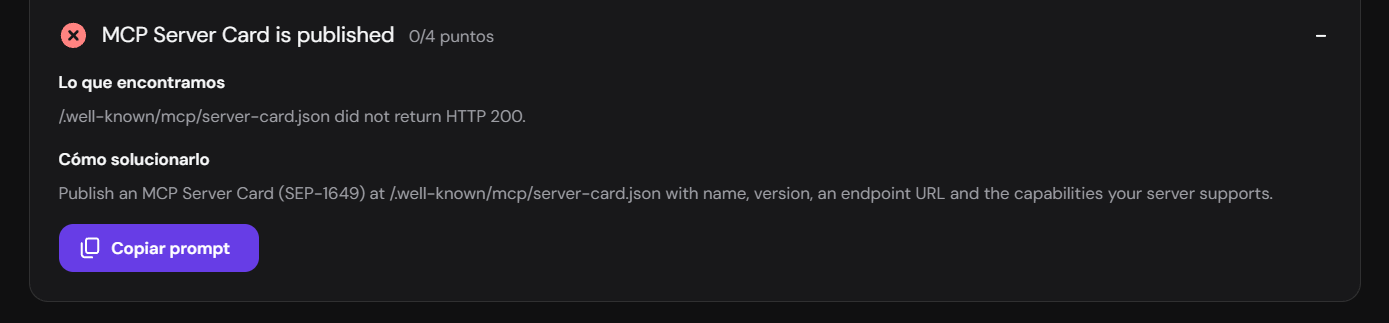 MCP Server Card is published 0/4 puntos
Lo que encontramos
/.well-known/mcp/server-card.json did not return HTTP 200.
Cómo solucionarlo
Publish an MCP Server Card (SEP-1649) at /.well-known/mcp/server-card.json with name, version, an endpoint URL and the capabilities your server supports.
Copiar prompt